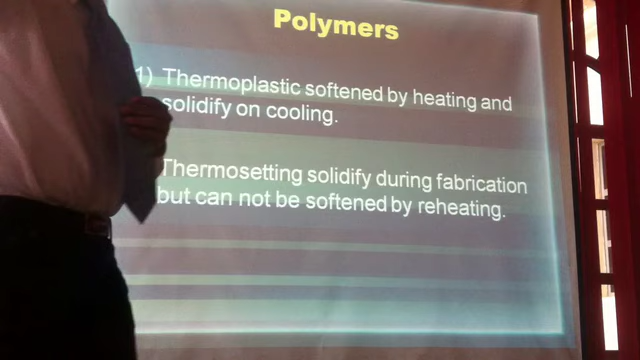 Polymers
1) Thermoplastic softened by heating and
solidify on cooling.
Thermosetting solidify during fabrication
but can not be softened by reheating.